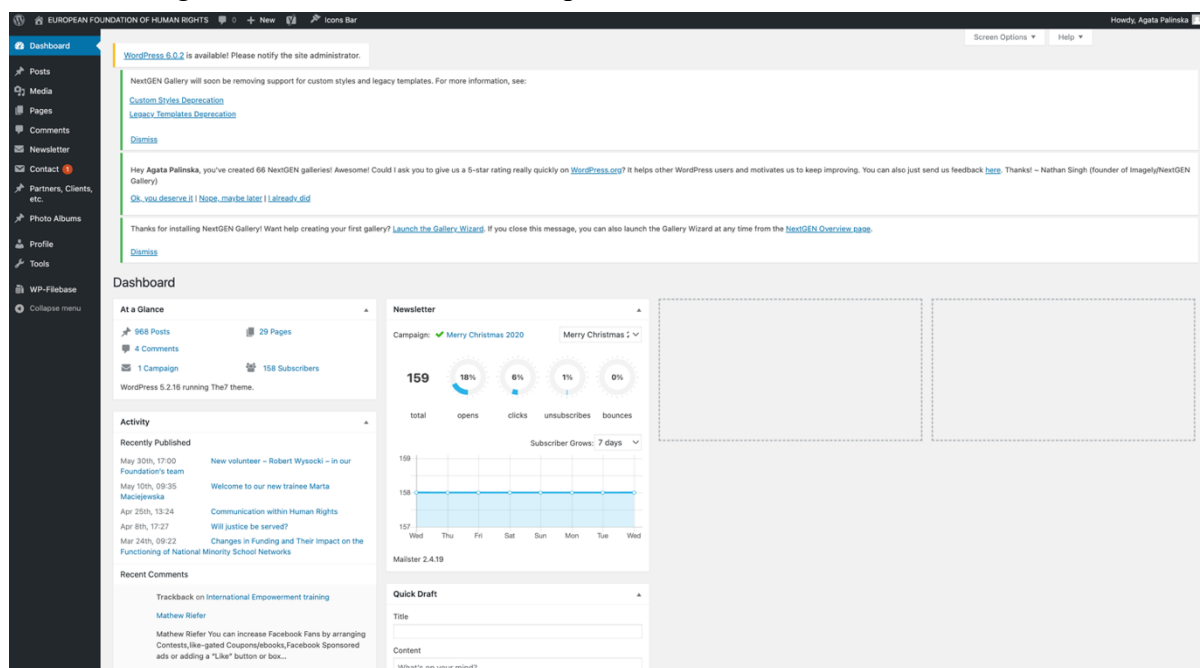 EUROPEAN FOUNDATION OF HUMAN RIGHTS 0 + New Icons Bar Howdy, Agata Palinska
Screen Options ▼ Help ▼
Dashboard
Posts
Media
Pages
Comments
Newsletter
Contact 1
Partners, Clients,
etc.
Photo Albums
Profile
Tools
WP-Filebase
Collapse menu
WordPress 6.0.2 is available! Please notify the site administrator.
NextGEN Gallery will soon be removing support for custom styles and legacy templates. For more information, see:
Custom Styles Deprecation
Legacy Templates Deprecation
Dismiss
Hey Agata Palinska, you've created 66 NextGEN galleries! Awesome! Could I ask you to give us a 5-star rating really quickly on WordPress.org? It helps other WordPress users and motivates us to keep improving. You can also just send us feedback here. Thanks! – Nathan Singh (founder of Imagely/NextGEN
Gallery)
Ok, you deserve it | Nope, maybe later | I already did
Thanks for installing NextGEN Gallery! Want help creating your first gallery? Launch the Gallery Wizard. If you close this message, you can also launch the Gallery Wizard at any time from the NextGEN Overview page.
Dismiss
Dashboard
At a Glance
968 Posts 29 Pages
4 Comments
1 Campaign 158 Subscribers
WordPress 5.2.16 running The7 theme.
Activity
Recently Published
May 30th, 17:00 New volunteer – Robert Wysocki – in our
Foundation's team
May 10th, 09:35 Welcome to our new trainee Marta
Maciejewska
Apr 25th, 13:24 Communication within Human Rights
Apr 8th, 17:27 Will justice be served?
Mar 24th, 09:22 Changes in Funding and Their Impact on the
Functioning of National Minority School Networks
Recent Comments
Trackback on International Empowerment training
Mathew Riefer
Mathew Riefer You can increase Facebook Fans by arranging
Contests,like-gated Coupons/ebooks,Facebook Sponsored
ads or adding a "Like" button or box...
Newsletter
Campaign: Merry Christmas 2020 Merry Christmas
159 18% 6% 1% 0%
total opens clicks unsubscribes bounces
Subscriber Grows: 7 days
159
158
157
Wed Thu Fri Sat Sun Mon Tue Wed
Mailster 2.4.19
Quick Draft
Title
Content
What's on your mind?